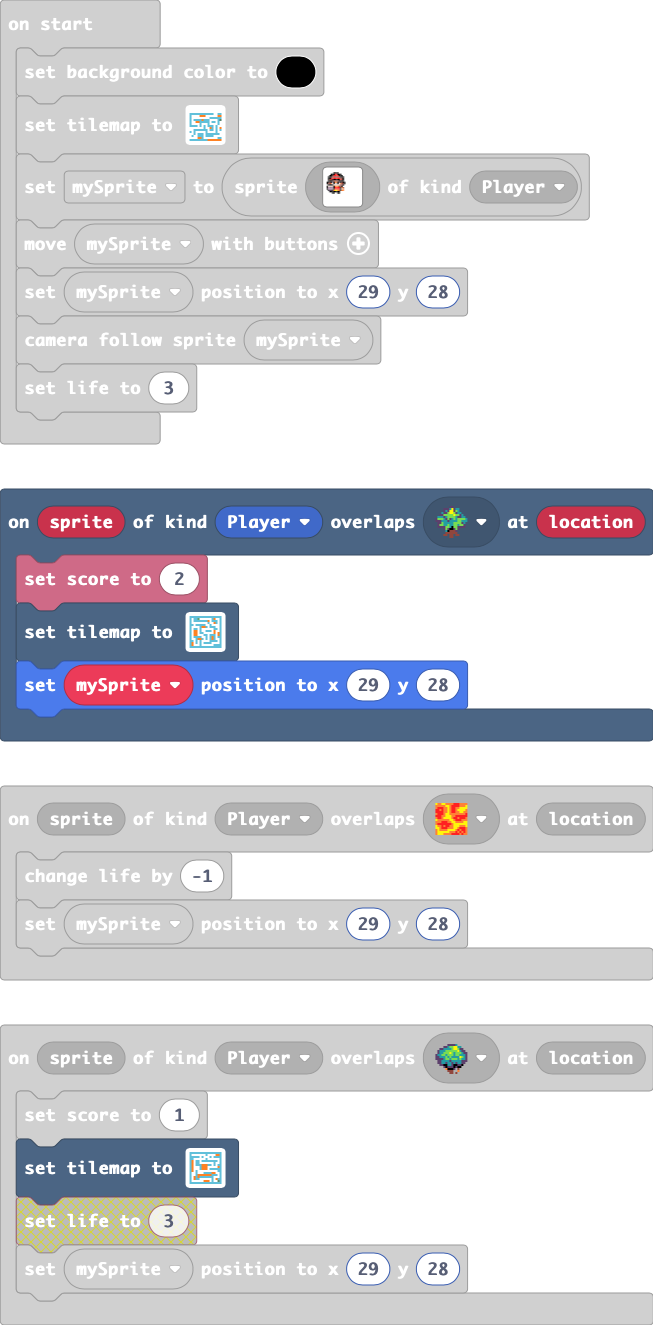 on start
set background color to
set tilemap to
set mySprite to sprite of kind Player
move mySprite with buttons
set mySprite position to x 29 y 28
camera follow sprite mySprite
set life to 3
on sprite of kind Player overlaps at location
set score to 2
set tilemap to
set mySprite position to x 29 y 28
on sprite of kind Player overlaps at location
change life by -1
set mySprite position to x 29 y 28
on sprite of kind Player overlaps at location
set score to 1
set tilemap to
set life to 3
set mySprite position to x 29 y 28